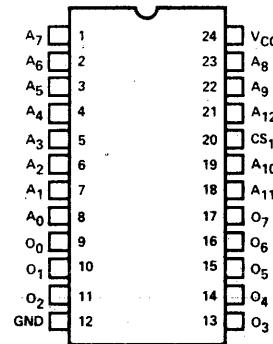 A7 1 24 VCC
A6 2 23 A8
A5 3 22 A9
A4 4 21 A12
A3 5 20 CS1
A2 6 19 A10
A1 7 18 A11
A0 8 17 O7
O0 9 16 O6
O1 10 15 O5
O2 11 14 O4
GND 12 13 O3